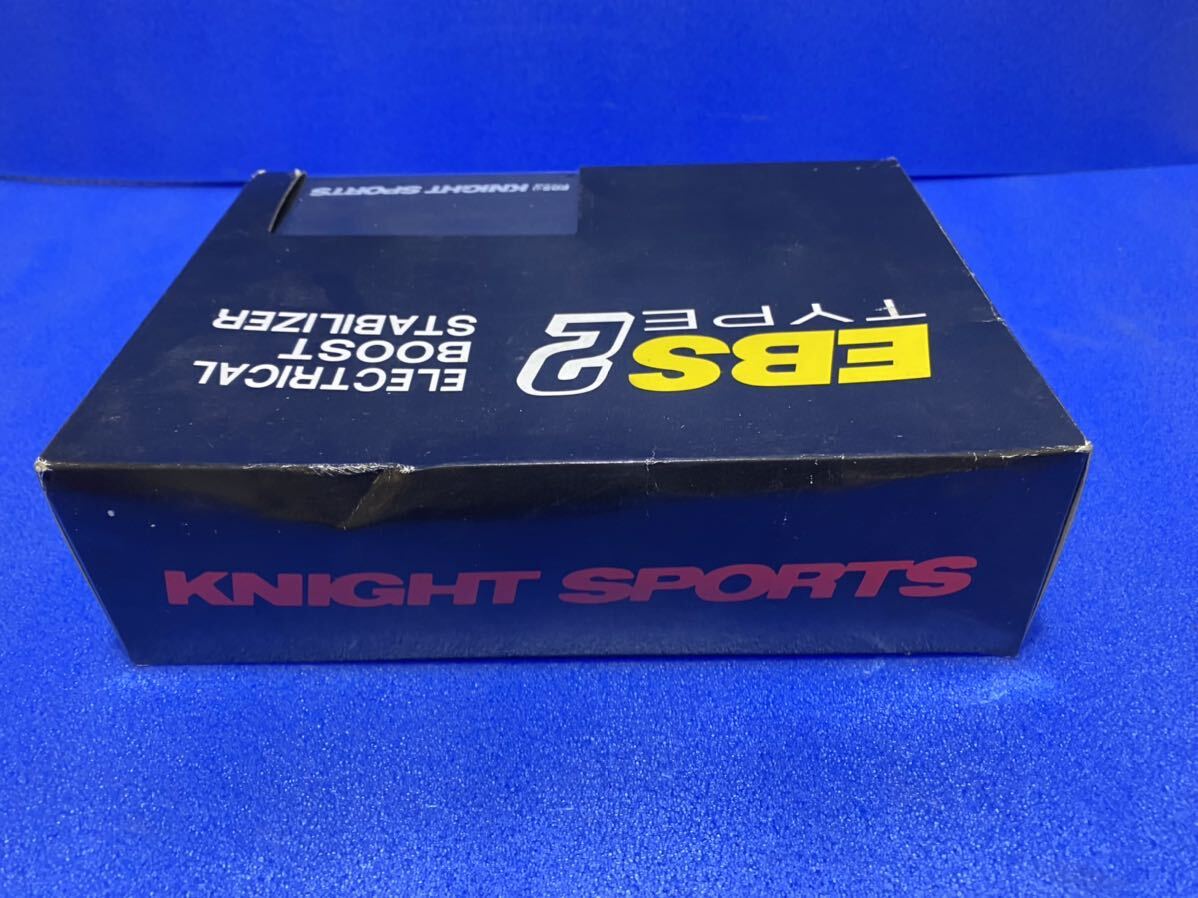 EBS
TYPE 2
ELECTRICAL
BOOST
STABILIZER
KNIGHT SPORTS
KNIGHT SPORTS